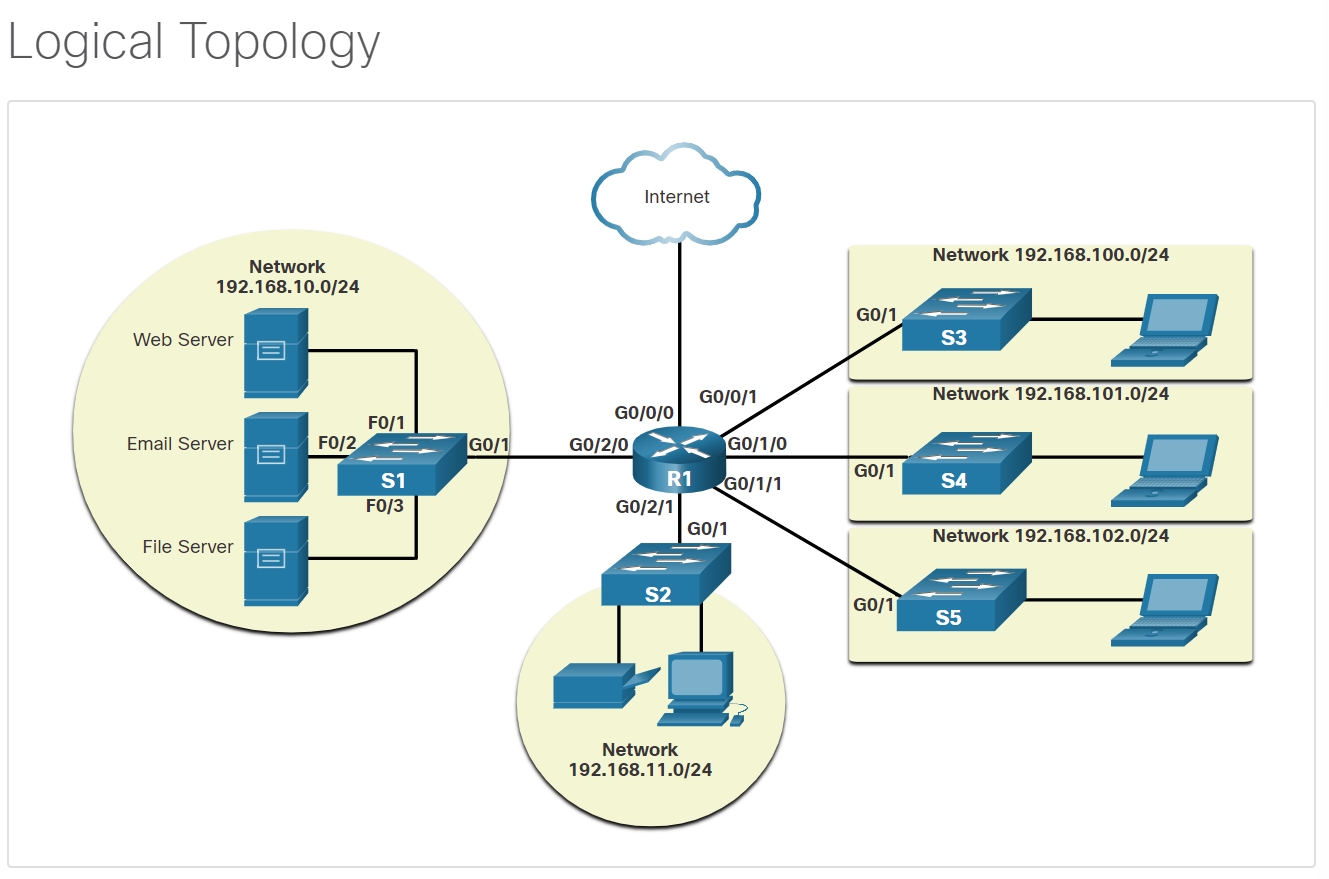 Logical Topology
Internet
Network
192.168.10.0/24
Web Server
Email Server
File Server
F0/1
F0/2
F0/3
S1
G0/1
G0/2/0
G0/0/0
G0/0/1
G0/1/0
G0/1/1
G0/2/1
R1
G0/1
S2
Network
192.168.11.0/24
Network 192.168.100.0/24
G0/1
S3
Network 192.168.101.0/24
G0/1
S4
Network 192.168.102.0/24
G0/1
S5